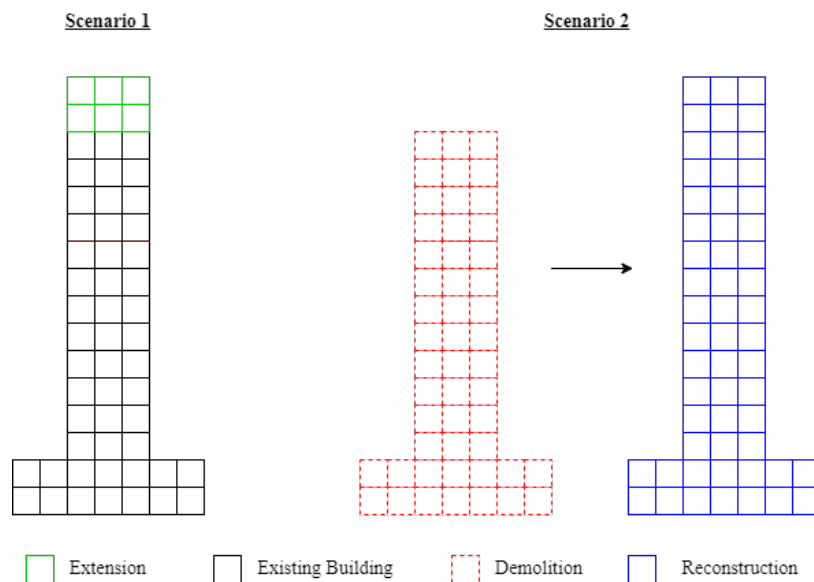 Scenario 1
Scenario 2
Extension
Existing Building
Demolition
Reconstruction